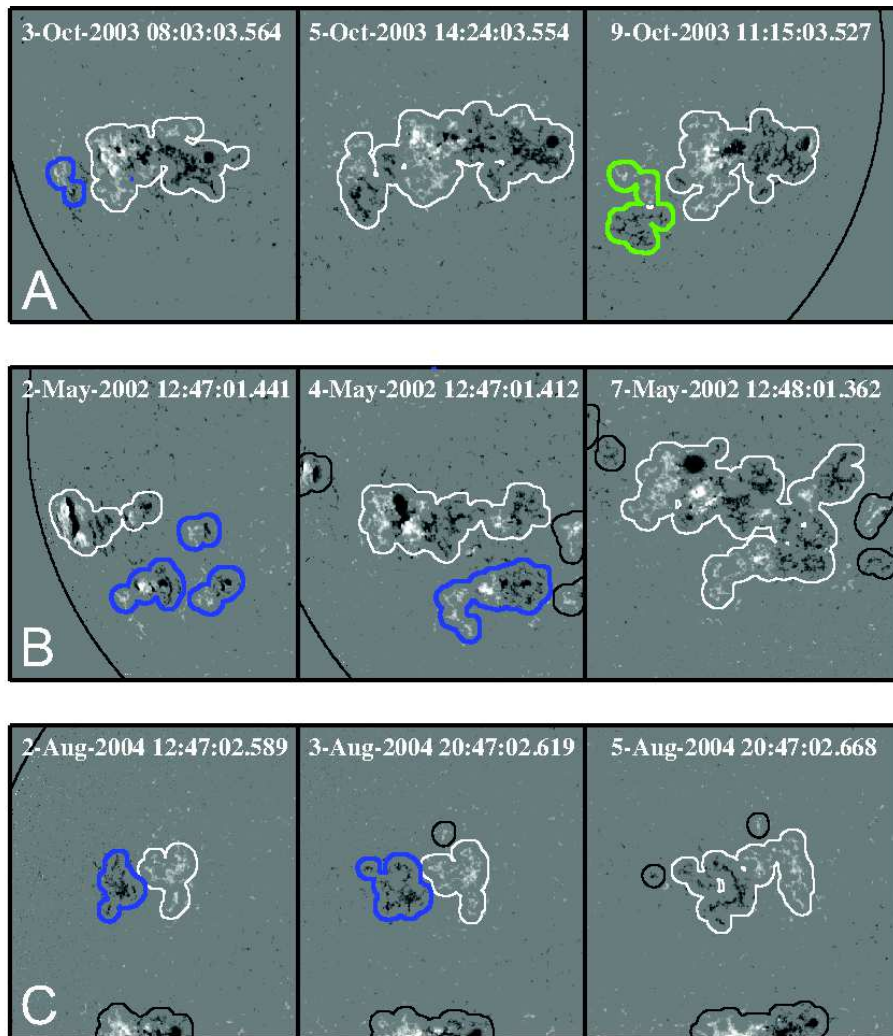 3-Oct-2003 08:03:03.564
5-Oct-2003 14:24:03.554
9-Oct-2003 11:15:03.527
A
2-May-2002 12:47:01.441
4-May-2002 12:47:01.412
7-May-2002 12:48:01.362
B
2-Aug-2004 12:47:02.589
3-Aug-2004 20:47:02.619
5-Aug-2004 20:47:02.668
C